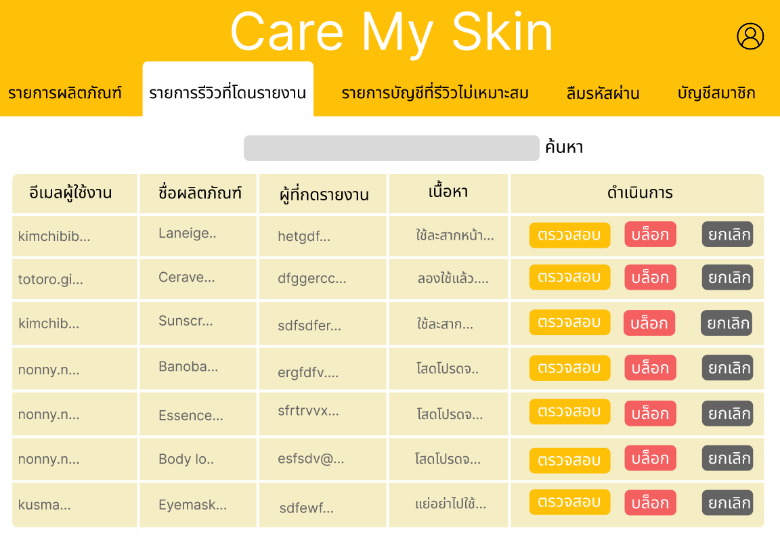 Care My Skin
รายการผลิตภัณฑ์ รายการรีวิวที่โดนรายงาน รายการบัญชีที่รีวิวไม่เหมาะสม ลืมรหัสผ่าน บัญชีสมาชิก
ค้นหา
อีเมลผู้ใช้งาน ชื่อผลิตภัณฑ์ ผู้ที่กดรายงาน เนื้อหา ดำเนินการ
kimchibib... Laneige.. hetgdf... ใช้ละสากหน้า... ตรวจสอบ บล็อก ยกเลิก
totoro.gi... Cerave... dfggercc... ลองใช้แล้ว.... ตรวจสอบ บล็อก ยกเลิก
kimchib... Sunscr... sdfsdfer... ใช้ละสาก... ตรวจสอบ บล็อก ยกเลิก
nonny.n... Banoba... ergfdfv.... โสดโปรดจ.. ตรวจสอบ บล็อก ยกเลิก
nonny.n... Essence... sfrtrvvx... โสดโปรดจ... ตรวจสอบ บล็อก ยกเลิก
nonny.n... Body lo.. esfsdv@... โสดโปรดจ... ตรวจสอบ บล็อก ยกเลิก
kusma... Eyemask... sdfewf... แย่อย่าไปใช้... ตรวจสอบ บล็อก ยกเลิก